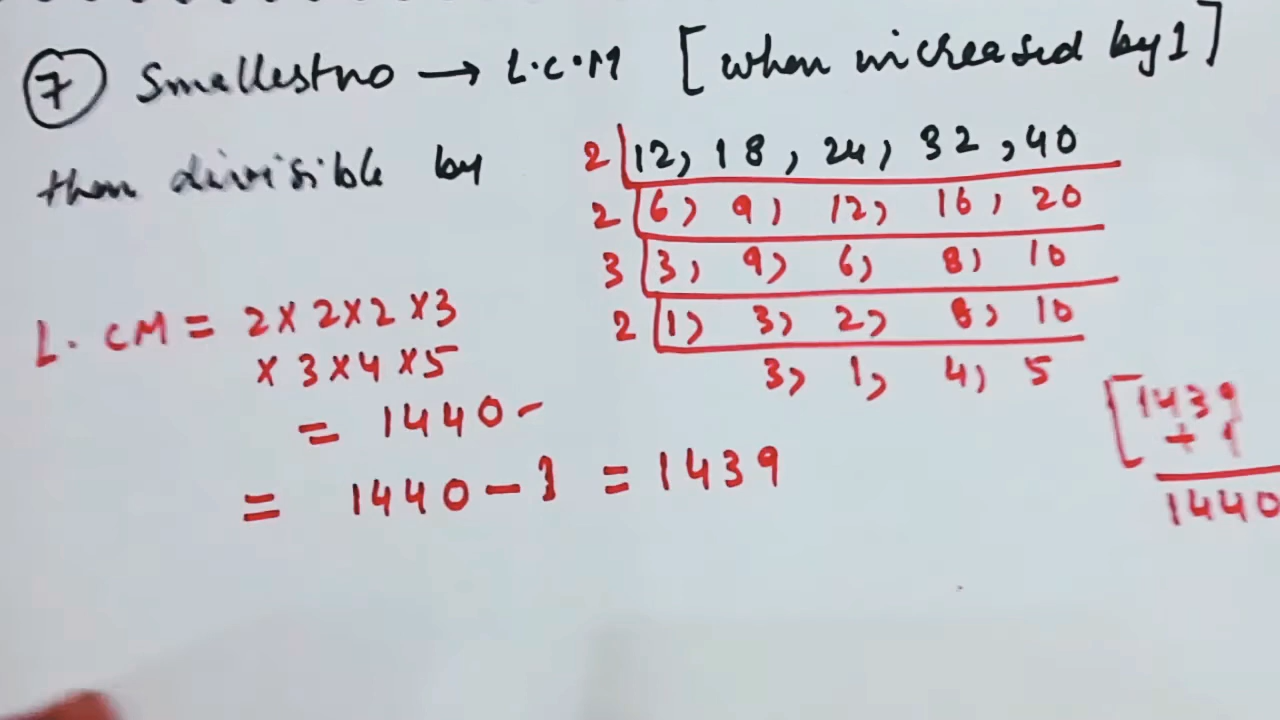 7 Smallest no → L.C.M [when increased by 1]
then divisible by
2 12, 18, 24, 32, 40
2 6, 9, 12, 16, 20
3 3, 9, 6, 8, 10
2 1, 3, 2, 8, 10
3, 1, 4, 5
L.CM = 2×2×2×3
×3×4×5
= 1440-
= 1440-1 = 1439
[1439
+1
1440